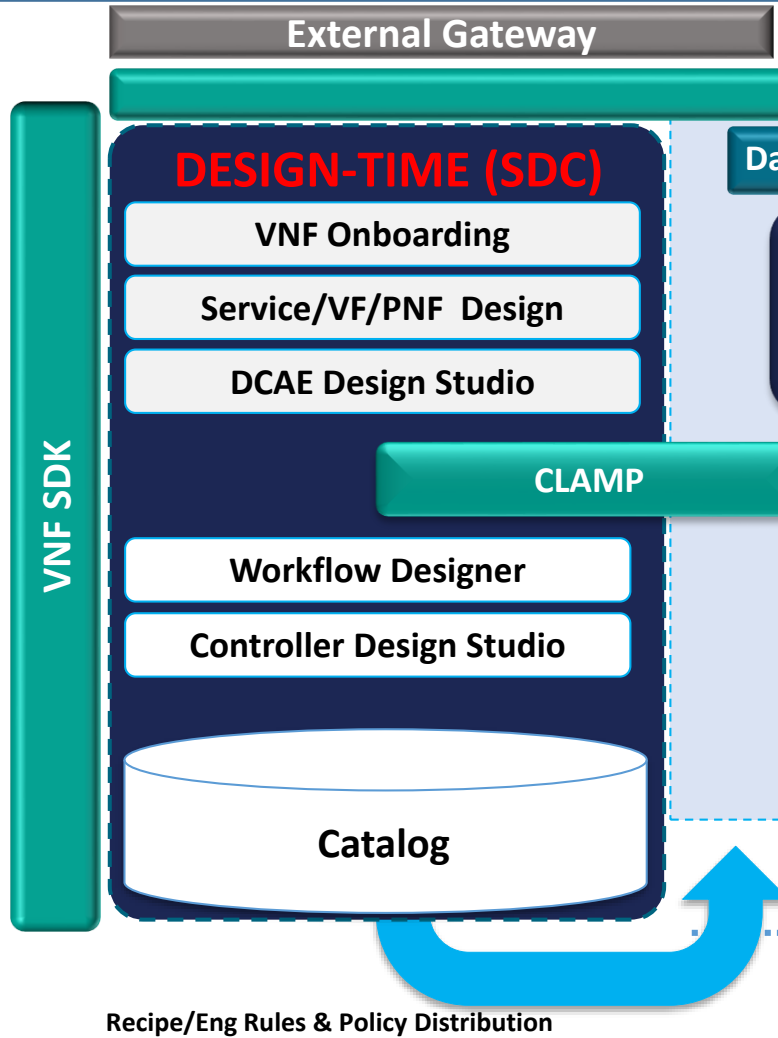 External Gateway
DESIGN-TIME (SDC)
Da
VNF Onboarding
Service/VF/PNF Design
DCAE Design Studio
CLAMP
VNF SDK
Workflow Designer
Controller Design Studio
Catalog
Recipe/Eng Rules & Policy Distribution